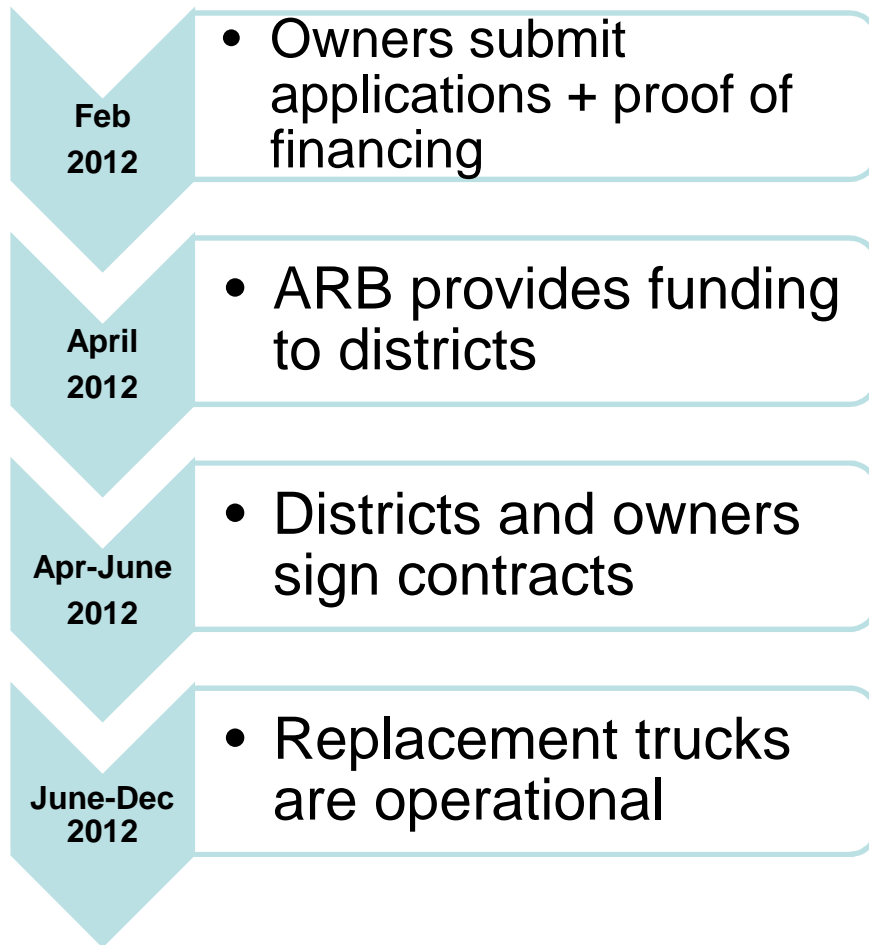 Feb
2012
• Owners submit
applications + proof of
financing
April
2012
• ARB provides funding
to districts
Apr-June
2012
• Districts and owners
sign contracts
June-Dec
2012
• Replacement trucks
are operational